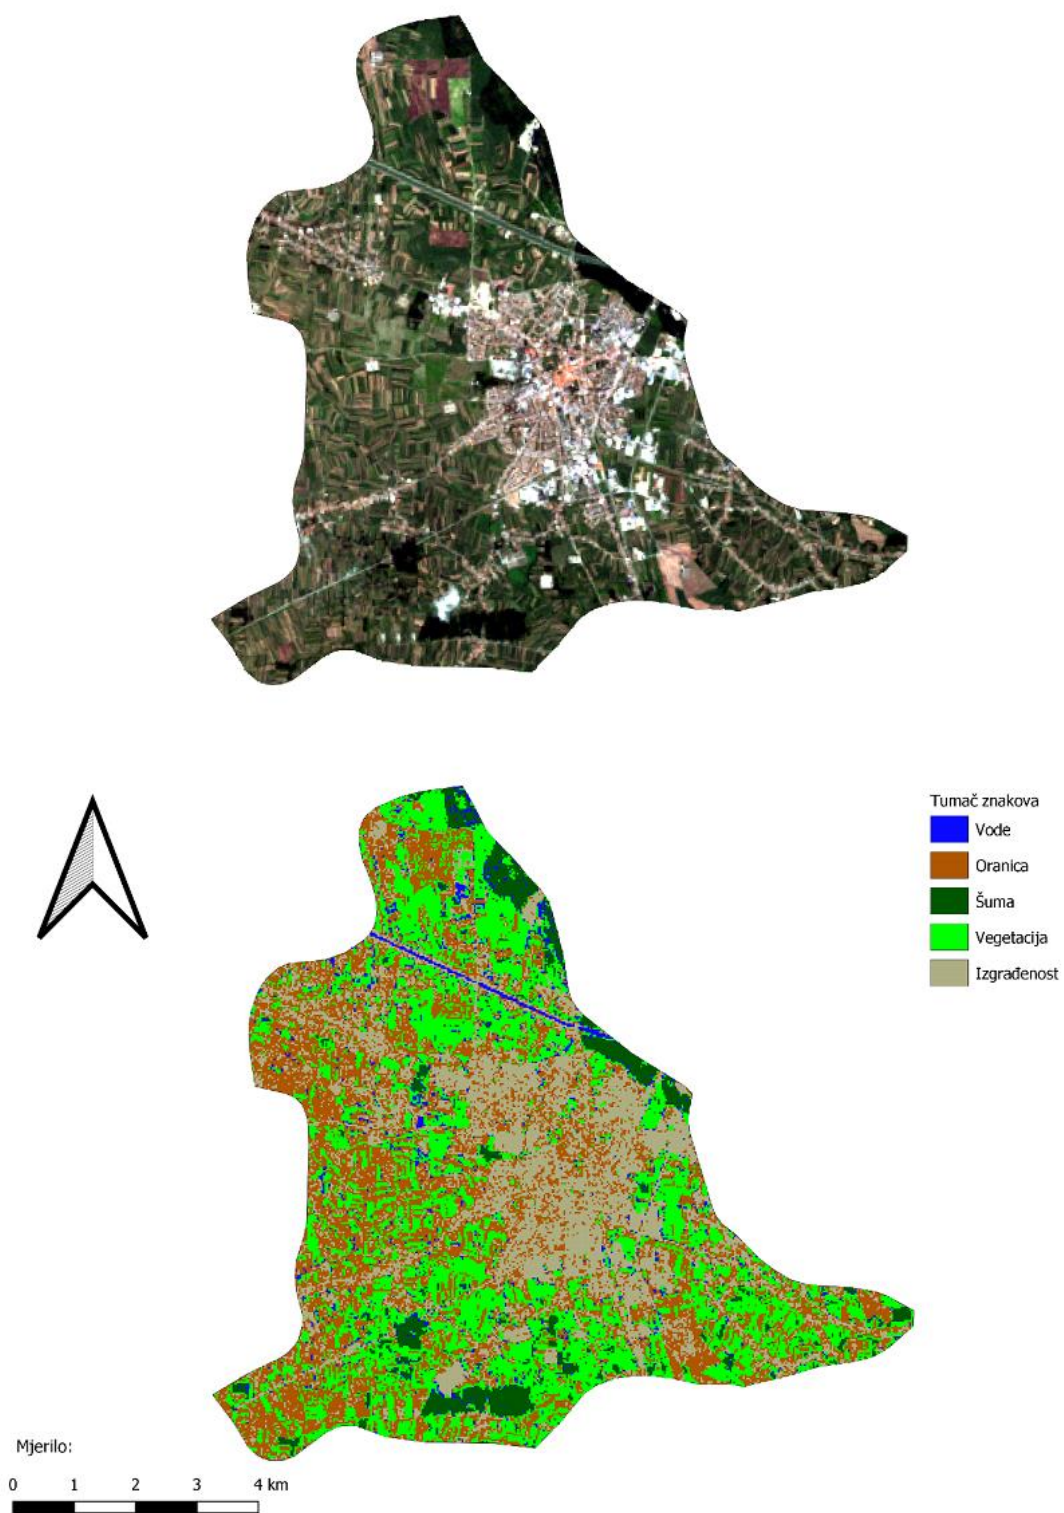 Tumač znakova
Vode
Oranica
Šuma
Vegetacija
Izgrađenost
Mjerilo:
0 1 2 3 4 km